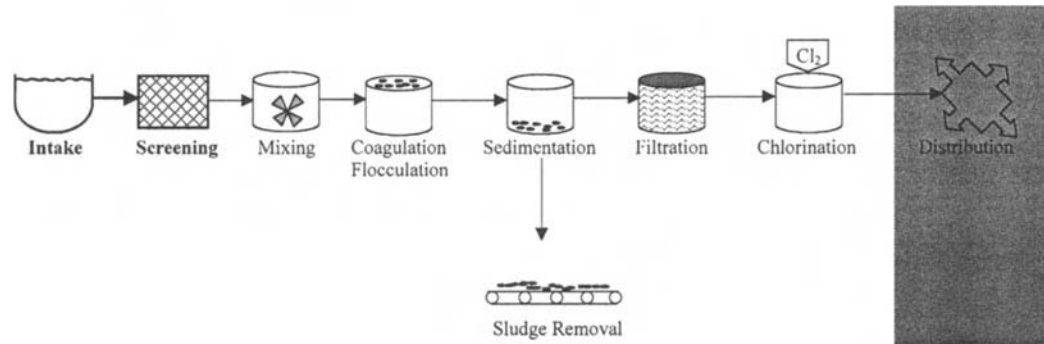 Cl₂
Intake
Screening
Mixing
Coagulation
Flocculation
Sedimentation
Filtration
Chlorination
Distribution
Sludge Removal